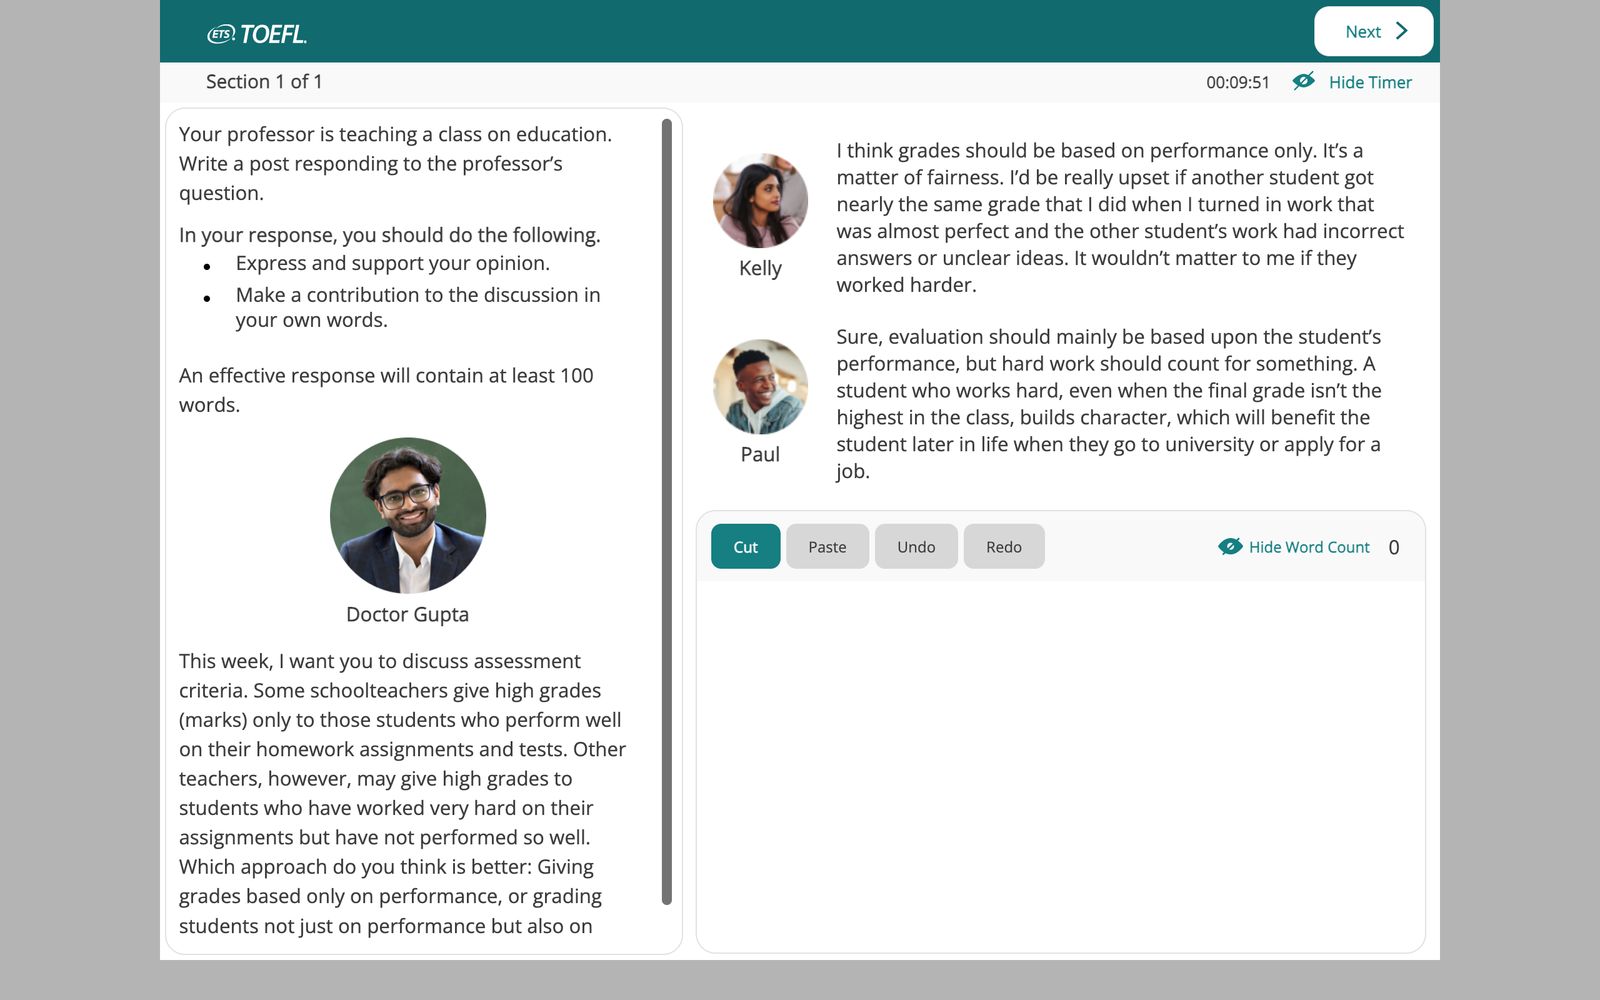 ETS TOEFL.
Next
Section 1 of 1
00:09:51
Hide Timer
Your professor is teaching a class on education.
Write a post responding to the professor’s
question.
In your response, you should do the following.
• Express and support your opinion.
• Make a contribution to the discussion in
your own words.
An effective response will contain at least 100
words.
Doctor Gupta
This week, I want you to discuss assessment
criteria. Some schoolteachers give high grades
(marks) only to those students who perform well
on their homework assignments and tests. Other
teachers, however, may give high grades to
students who have worked very hard on their
assignments but have not performed so well.
Which approach do you think is better: Giving
grades based only on performance, or grading
students not just on performance but also on
I think grades should be based on performance only. It’s a
matter of fairness. I’d be really upset if another student got
nearly the same grade that I did when I turned in work that
was almost perfect and the other student’s work had incorrect
answers or unclear ideas. It wouldn’t matter to me if they
worked harder.
Kelly
Sure, evaluation should mainly be based upon the student’s
performance, but hard work should count for something. A
student who works hard, even when the final grade isn’t the
highest in the class, builds character, which will benefit the
student later in life when they go to university or apply for a
job.
Paul
Cut
Paste
Undo
Redo
Hide Word Count
0